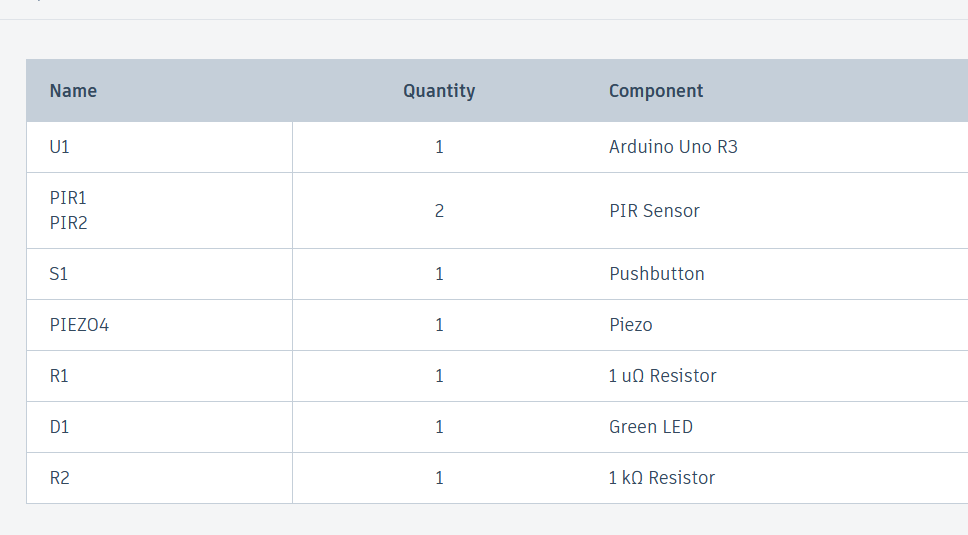 Name Quantity Component
U1 1 Arduino Uno R3
PIR1
PIR2 2 PIR Sensor
S1 1 Pushbutton
PIEZO4 1 Piezo
R1 1 1 uΩ Resistor
D1 1 Green LED
R2 1 1 kΩ Resistor